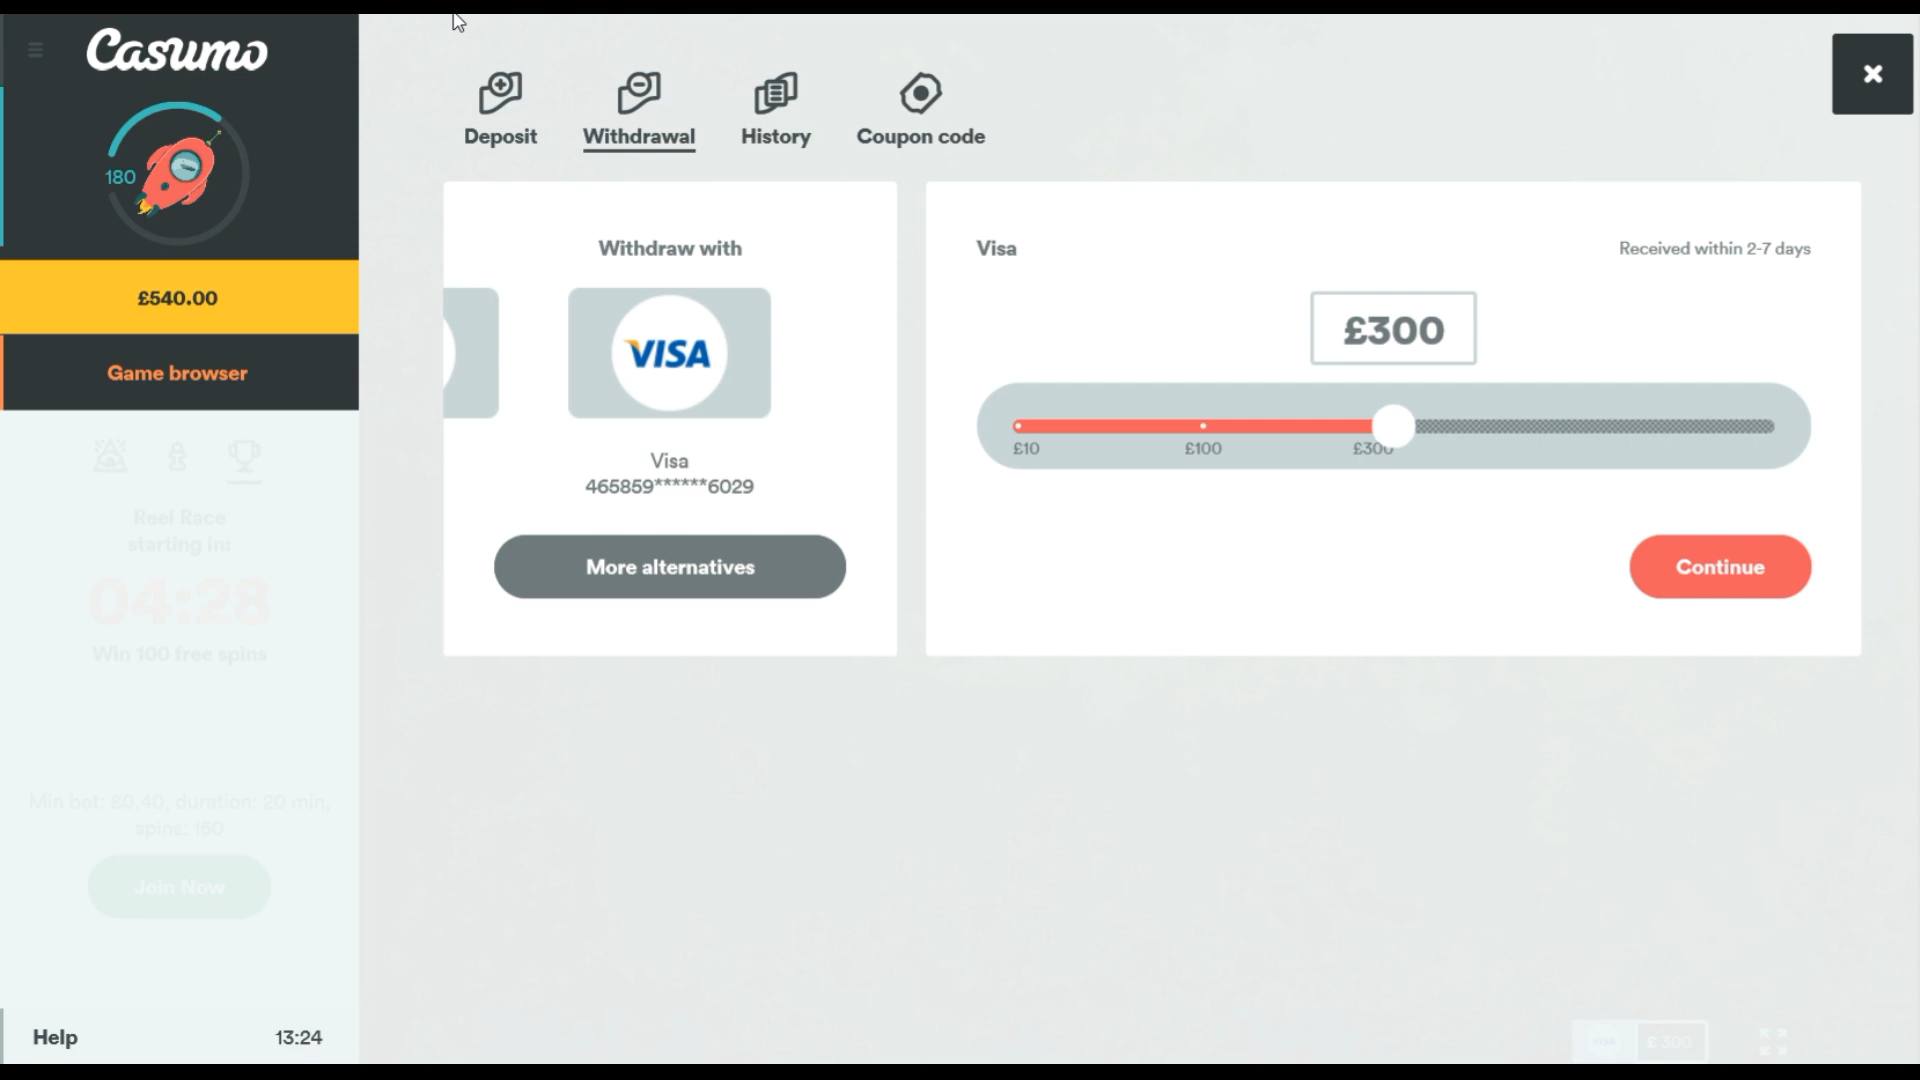 Casumo
180
£540.00
Game browser
Reel Race
starting in:
04:28
Win 100 free spins
Min bet: £0.40, duration: 20 min,
spins: 150
Join Now
Help
13:24
Deposit
Withdrawal
History
Coupon code
Withdraw with
VISA
Visa
465859******6029
More alternatives
Visa
Received within 2-7 days
£300
£10
£100
£300
Continue
VISA
£ 300